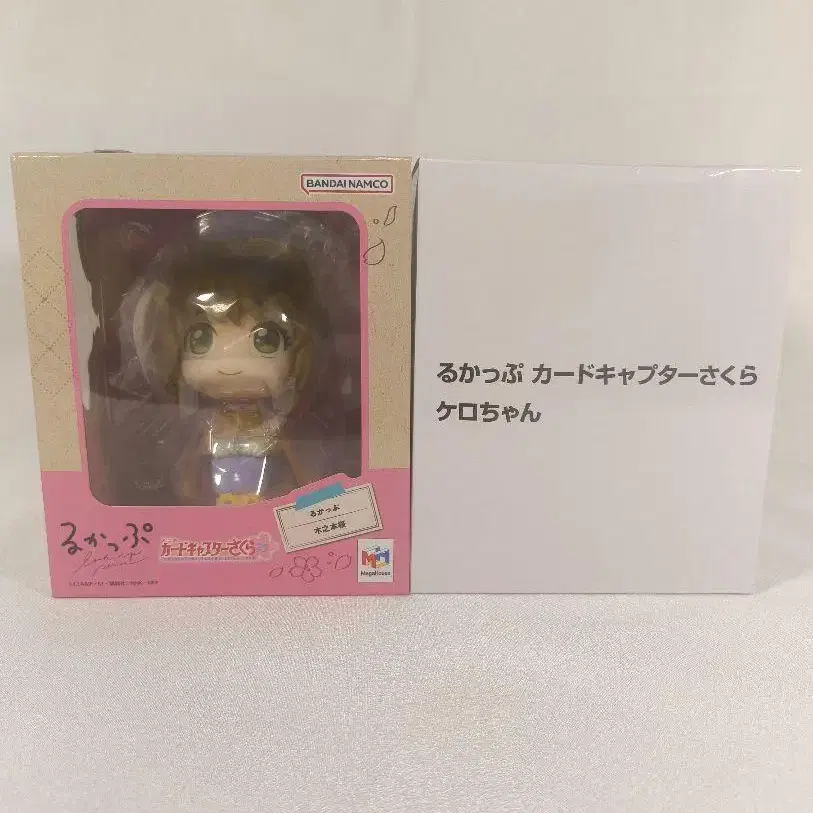 BANDAI NAMCO
るかっぷ
木之本桜
るかっぷ
カードキャプターさくら
MegaHouse
るかっぷ カードキャプターさくら
ケロちゃん